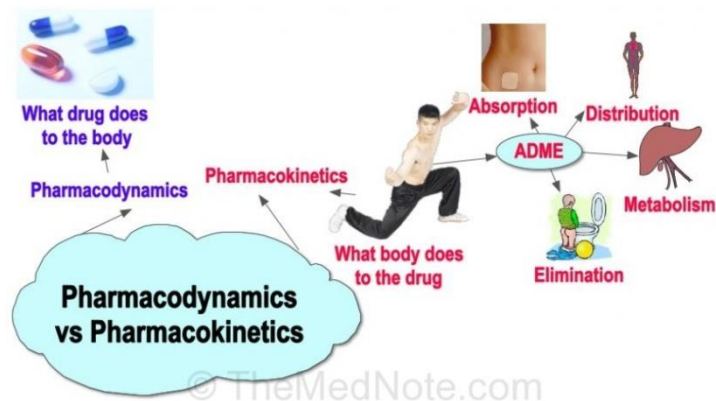 What drug does
to the body
Pharmacodynamics
Pharmacokinetics
What body does
to the drug
ADME
Absorption
Distribution
Metabolism
Elimination
Pharmacodynamics
vs Pharmacokinetics
© TheMedNote.com